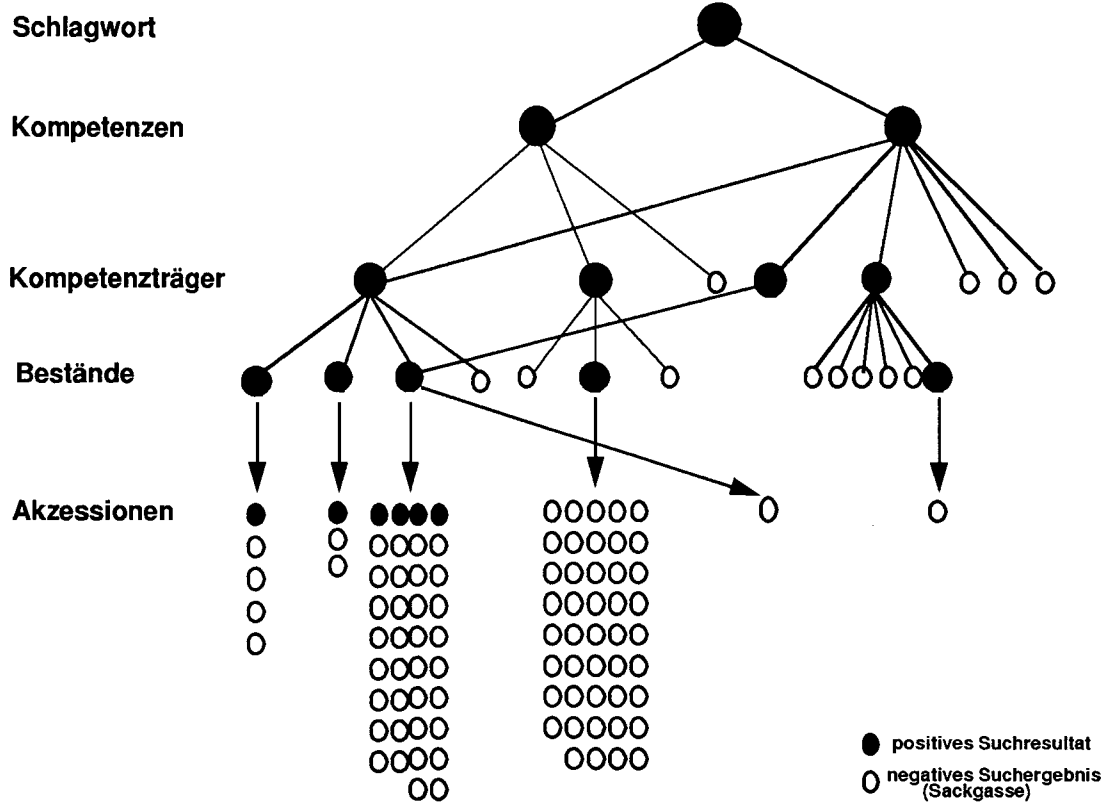 Schlagwort
Kompetenzen
Kompetenzträger
Bestände
Akzessionen
positives Suchresultat
negatives Suchergebnis
(Sackgasse)